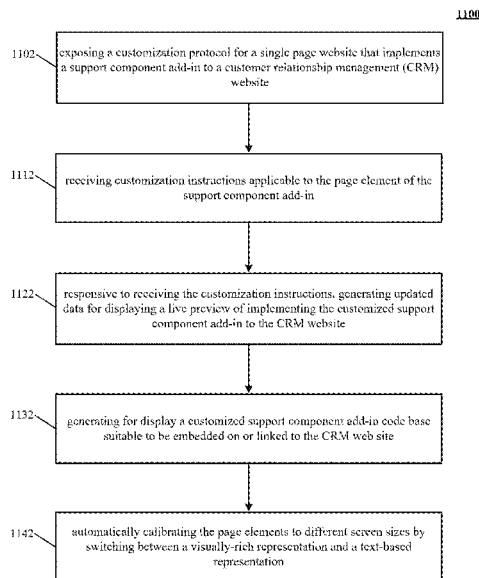 1100
1102
exposing a customization protocol for a single page website that implements
a support component add-in to a customer relationship management (CRM)
website
1112
receiving customization instructions applicable to the page element of the
support component add-in
1122
responsive to receiving the customization instructions, generating updated
data for displaying a live preview of implementing the customized support
component add-in to the CRM website
1132
generating for display a customized support component add-in code base
suitable to be embedded on or linked to the CRM web site
1142
automatically calibrating the page elements to different screen sizes by
switching between a visually-rich representation and a text-based
representation